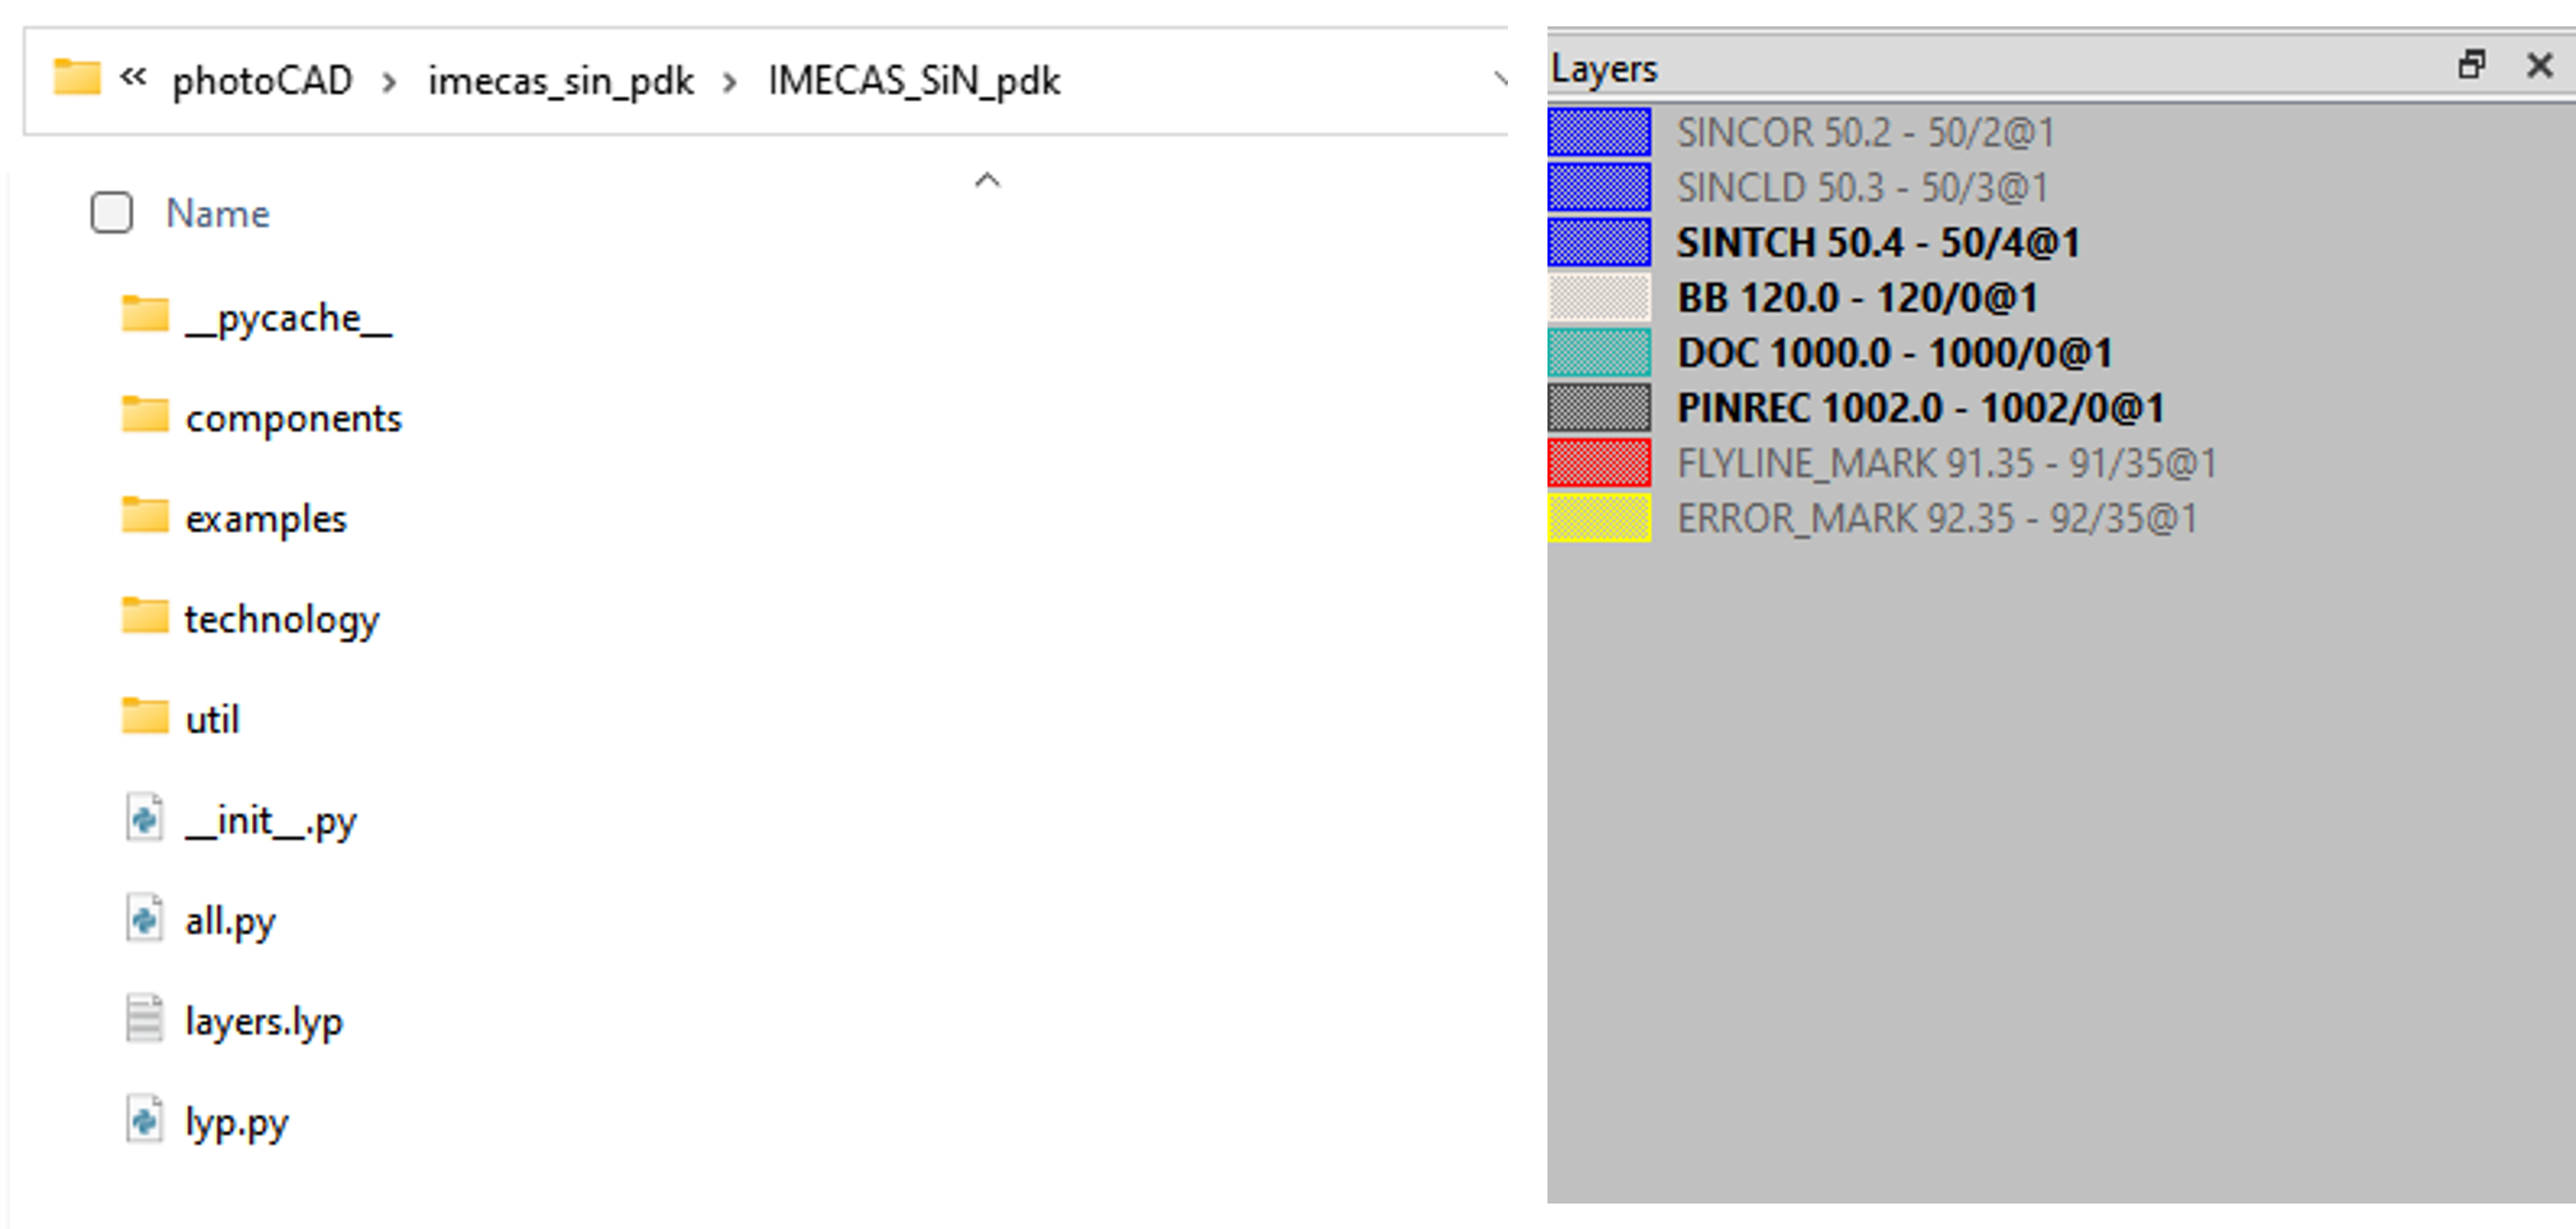 « photoCAD › imecas_sin_pdk › IMECAS_SiN_pdk
Name
__pycache__
components
examples
technology
util
__init__.py
all.py
layers.lyp
lyp.py
Layers
SINCOR 50.2 - 50/2@1
SINCLD 50.3 - 50/3@1
SINTCH 50.4 - 50/4@1
BB 120.0 - 120/0@1
DOC 1000.0 - 1000/0@1
PINREC 1002.0 - 1002/0@1
FLYLINE_MARK 91.35 - 91/35@1
ERROR_MARK 92.35 - 92/35@1